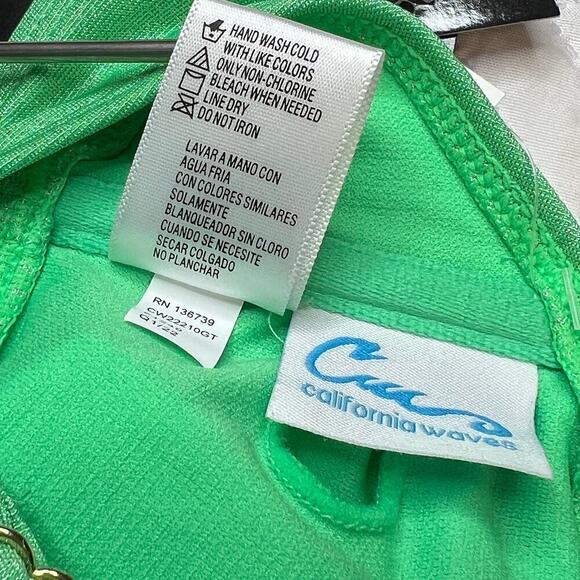 HAND WASH COLD
WITH LIKE COLORS
ONLY NON-CHLORINE
BLEACH WHEN NEEDED
LINE DRY
DO NOT IRON
LAVAR A MANO CON
AGUA FRIA
CON COLORES SIMILARES
SOLAMENTE
BLANQUEADOR SIN CLORO
CUANDO SE NECESITE
SECAR COLGADO
NO PLANCHAR
RN 136739
CW22210GT
Q1/22
california waves